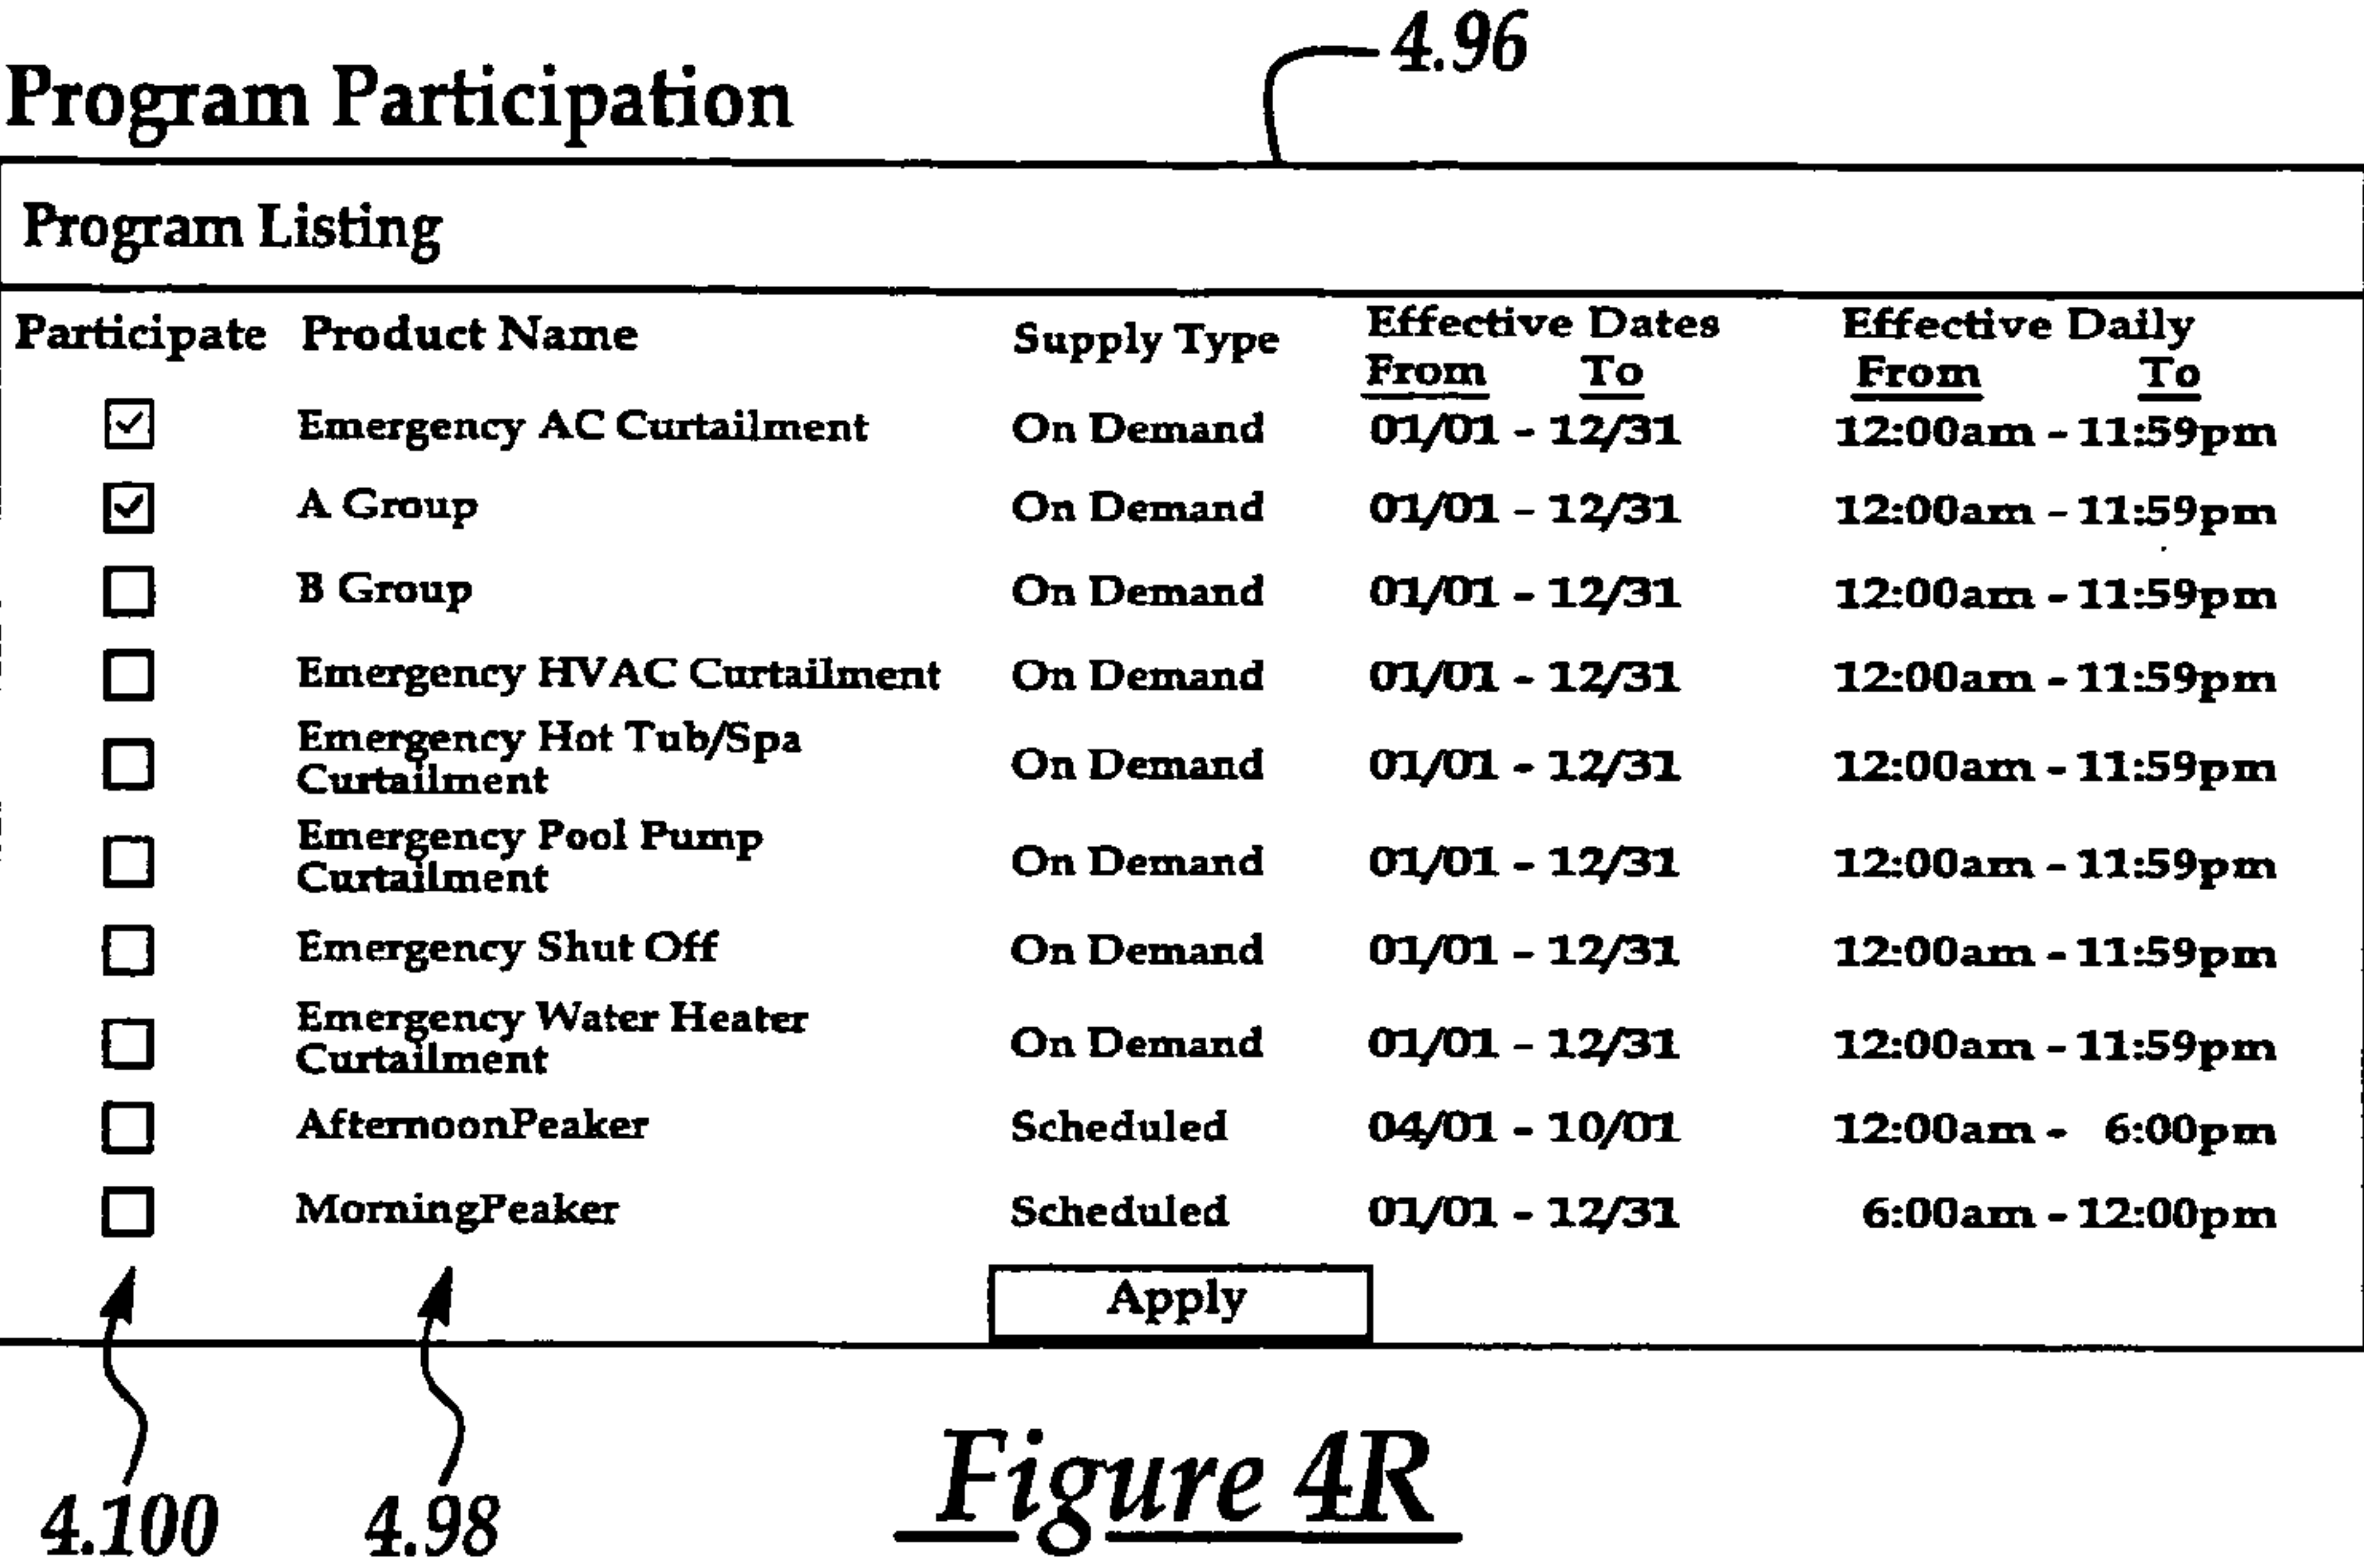 4.96
Program Participation
Program Listing
Participate Product Name Supply Type Effective Dates Effective Daily
From To From To
Emergency AC Curtailment On Demand 01/01 - 12/31 12:00am - 11:59pm
A Group On Demand 01/01 - 12/31 12:00am - 11:59pm
B Group On Demand 01/01 - 12/31 12:00am - 11:59pm
Emergency HVAC Curtailment On Demand 01/01 - 12/31 12:00am - 11:59pm
Emergency Hot Tub/Spa
Curtailment On Demand 01/01 - 12/31 12:00am - 11:59pm
Emergency Pool Pump
Curtailment On Demand 01/01 - 12/31 12:00am - 11:59pm
Emergency Shut Off On Demand 01/01 - 12/31 12:00am - 11:59pm
Emergency Water Heater
Curtailment On Demand 01/01 - 12/31 12:00am - 11:59pm
AfternoonPeaker Scheduled 04/01 - 10/01 12:00am - 6:00pm
MorningPeaker Scheduled 01/01 - 12/31 6:00am - 12:00pm
Apply
4.100 4.98 Figure 4R